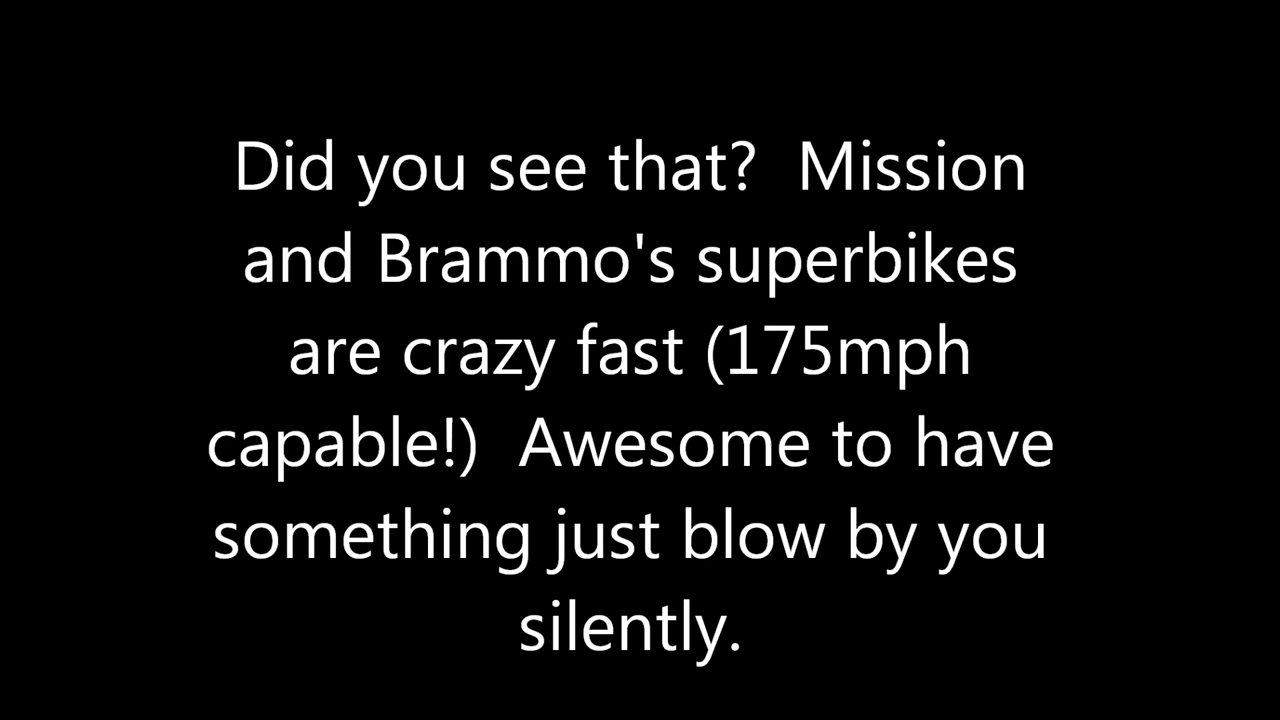 Did you see that?  Mission
and Brammo's superbikes
are crazy fast (175mph
capable!)  Awesome to have
something just blow by you
silently.